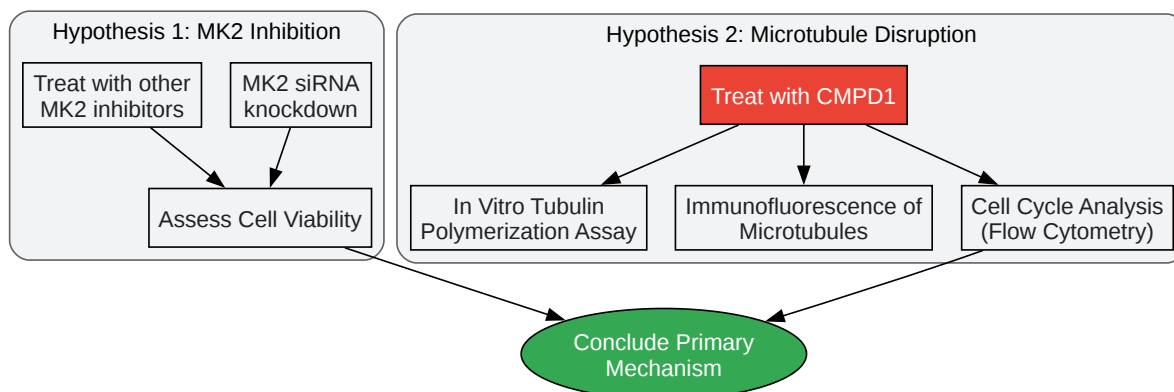 Hypothesis 1: MK2 Inhibition
Treat with other
MK2 inhibitors
MK2 siRNA
knockdown
Assess Cell Viability
Hypothesis 2: Microtubule Disruption
Treat with CMPD1
In Vitro Tubulin
Polymerization Assay
Immunofluorescence of
Microtubules
Cell Cycle Analysis
(Flow Cytometry)
Conclude Primary
Mechanism